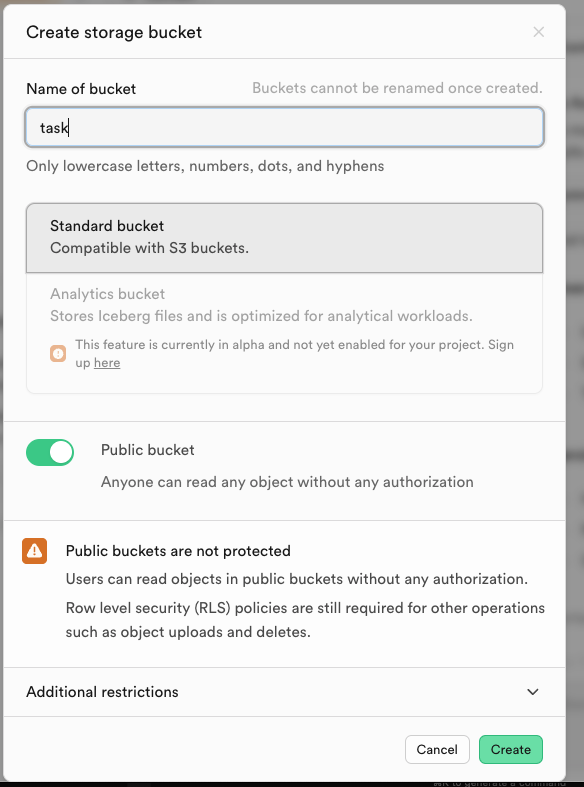 Create storage bucket
Name of bucket
Buckets cannot be renamed once created.
task
Only lowercase letters, numbers, dots, and hyphens
Standard bucket
Compatible with S3 buckets.
Analytics bucket
Stores Iceberg files and is optimized for analytical workloads.
This feature is currently in alpha and not yet enabled for your project. Sign
up here
Public bucket
Anyone can read any object without any authorization
Public buckets are not protected
Users can read objects in public buckets without any authorization.
Row level security (RLS) policies are still required for other operations
such as object uploads and deletes.
Additional restrictions
Cancel
Create
⌘K to generate a command